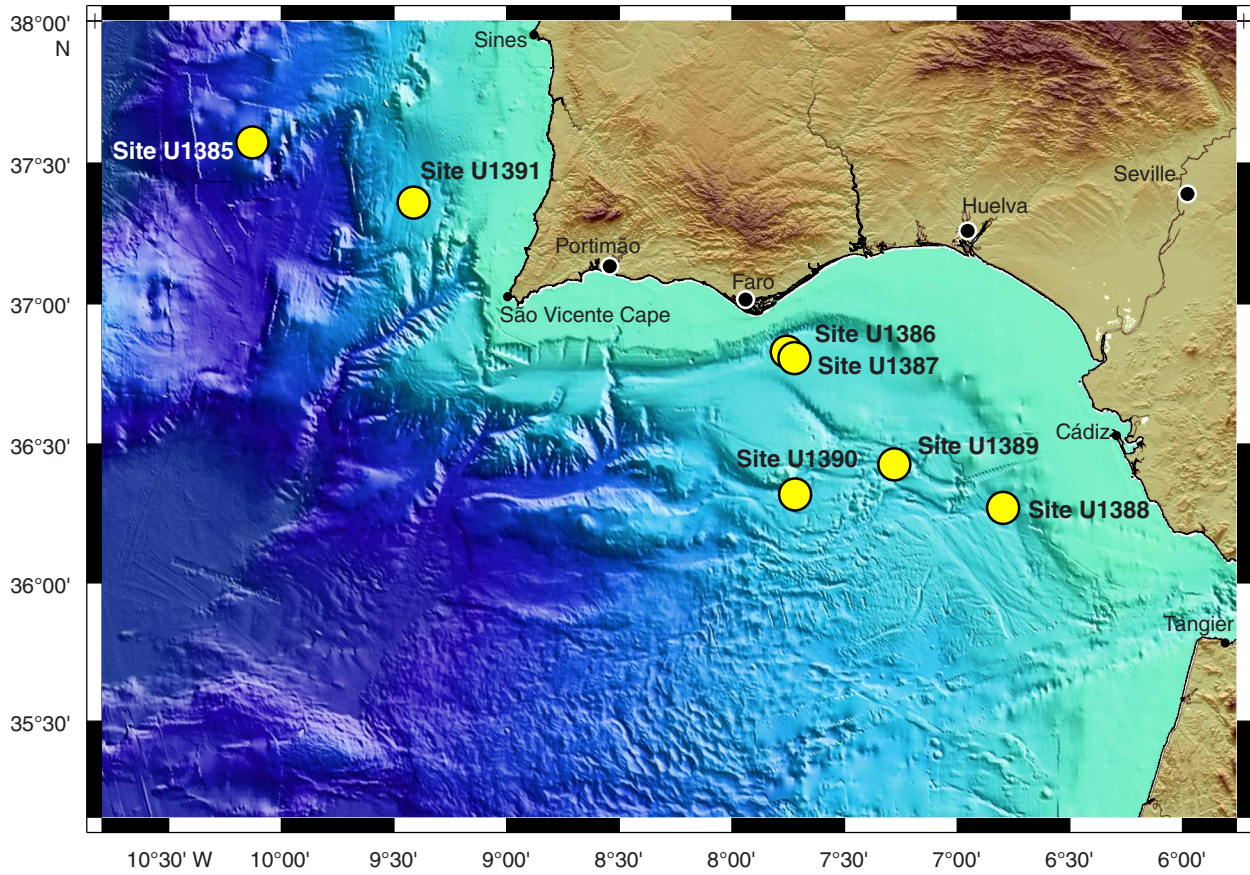 38°00'
N
Sines
37°30'
Site U1385
Site U1391
Seville
Huelva
Portimão
Faro
37°00'
São Vicente Cape
Site U1386
Site U1387
36°30'
Cádiz
Site U1389
Site U1390
Site U1388
36°00'
Tangier
35°30'
10°30' W 10°00' 9°30' 9°00' 8°30' 8°00' 7°30' 7°00' 6°30' 6°00'